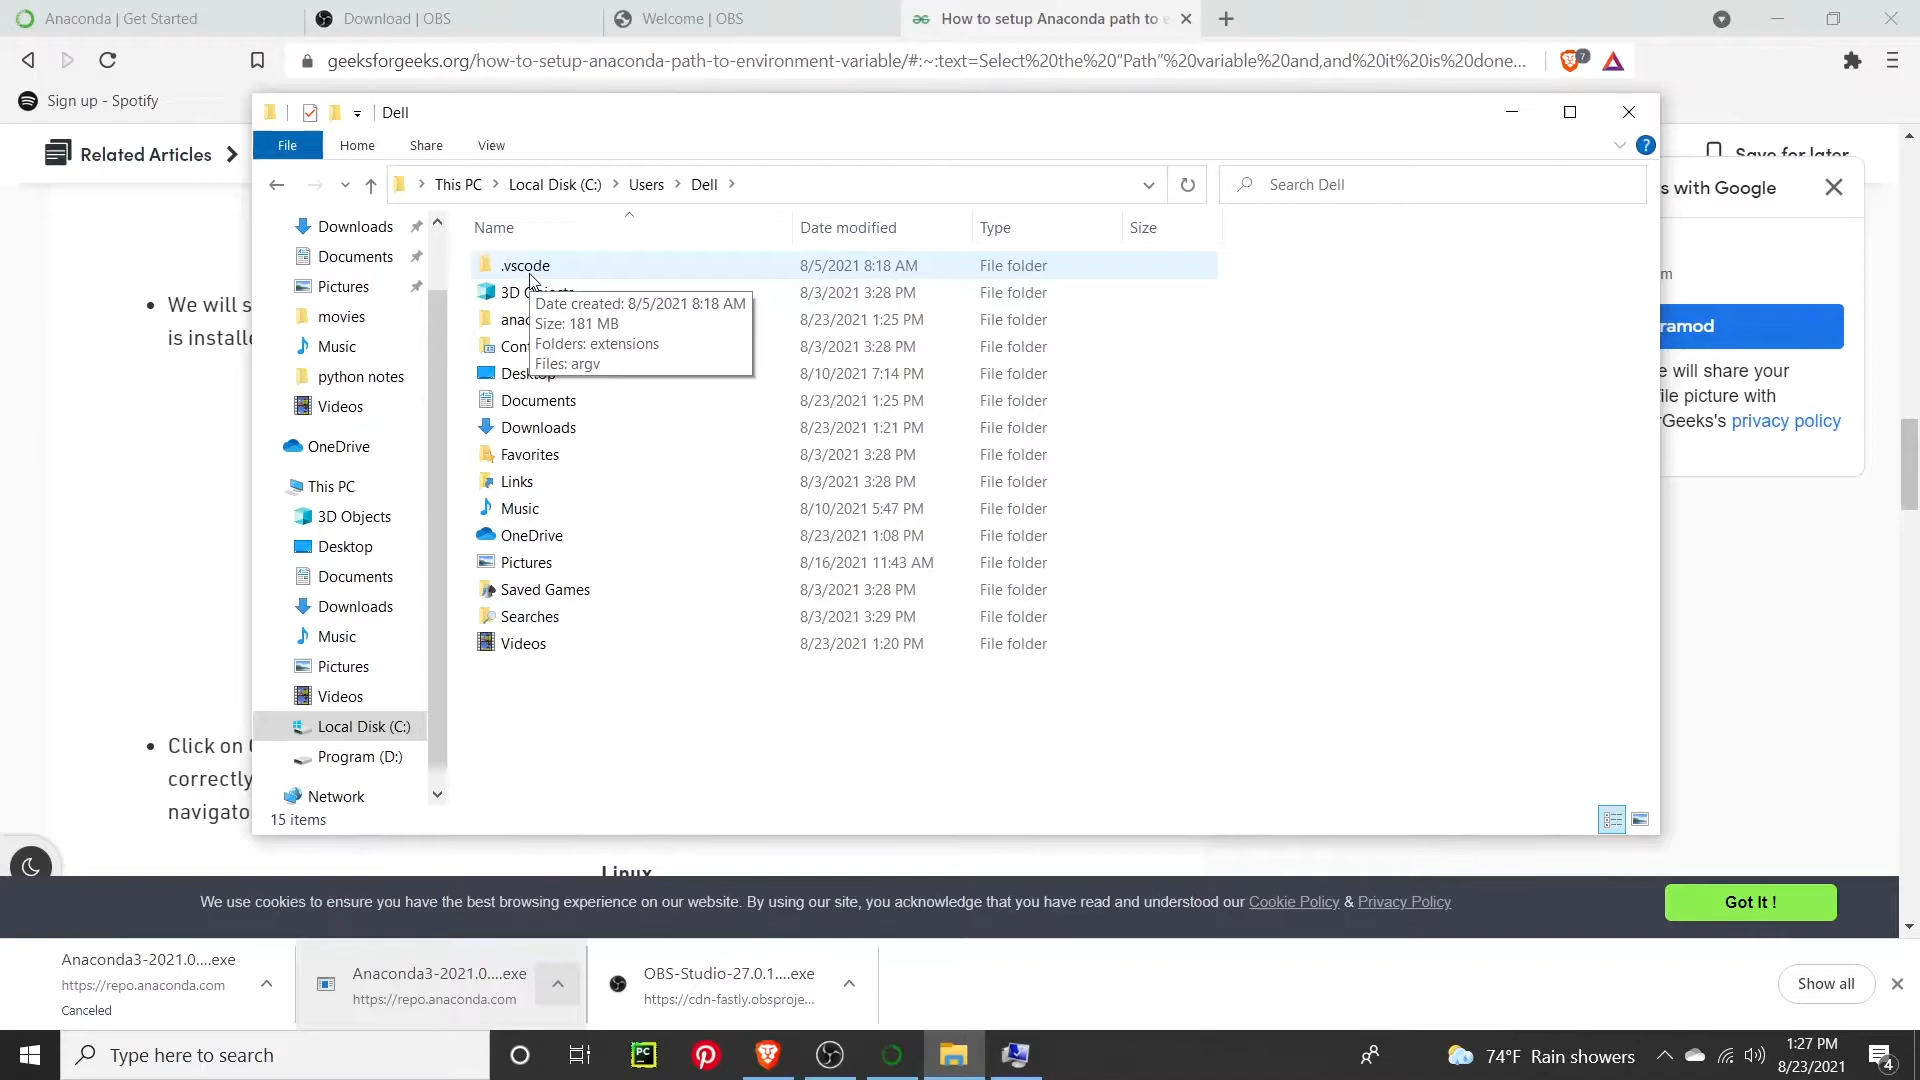 Anaconda | Get Started
Download | OBS
Welcome | OBS
How to setup Anaconda path to e
geeksforgeeks.org/how-to-setup-anaconda-path-to-environment-variable/#:~:text=Select%20the%20"Path"%20variable%20and,and%20it%20is%20done...
7
Sign up - Spotify
Related Articles
Save for later
Dell
File
Home
Share
View
?
This PC
Local Disk (C:)
Users
Dell
Search Dell
Downloads
Documents
Pictures
movies
Music
python notes
Videos
OneDrive
This PC
3D Objects
Desktop
Documents
Downloads
Music
Pictures
Videos
Local Disk (C:)
Program (D:)
Network
Name Date modified Type Size
.vscode 8/5/2021 8:18 AM File folder
3D 8/3/2021 3:28 PM File folder
8/23/2021 1:25 PM File folder
8/3/2021 3:28 PM File folder
Desktop 8/10/2021 7:14 PM File folder
Documents 8/23/2021 1:25 PM File folder
Downloads 8/23/2021 1:21 PM File folder
Favorites 8/3/2021 3:28 PM File folder
Links 8/3/2021 3:28 PM File folder
Music 8/10/2021 5:47 PM File folder
OneDrive 8/23/2021 1:08 PM File folder
Pictures 8/16/2021 11:43 AM File folder
Saved Games 8/3/2021 3:28 PM File folder
Searches 8/3/2021 3:29 PM File folder
Videos 8/23/2021 1:20 PM File folder
Date created: 8/5/2021 8:18 AM
Size: 181 MB
Folders: extensions
Files: argv
15 items
• We will s
is installe
• Click on
correctly
navigato
s with Google
m
ramod
e will share your
file picture with
rGeeks's privacy policy
Linux
We use cookies to ensure you have the best browsing experience on our website. By using our site, you acknowledge that you have read and understood our Cookie Policy & Privacy Policy
Got It !
Anaconda3-2021.0....exe
https://repo.anaconda.com
Canceled
Anaconda3-2021.0....exe
https://repo.anaconda.com
OBS-Studio-27.0.1....exe
https://cdn-fastly.obsproje...
Show all
Type here to search
PC
74°F Rain showers
1:27 PM
8/23/2021
4